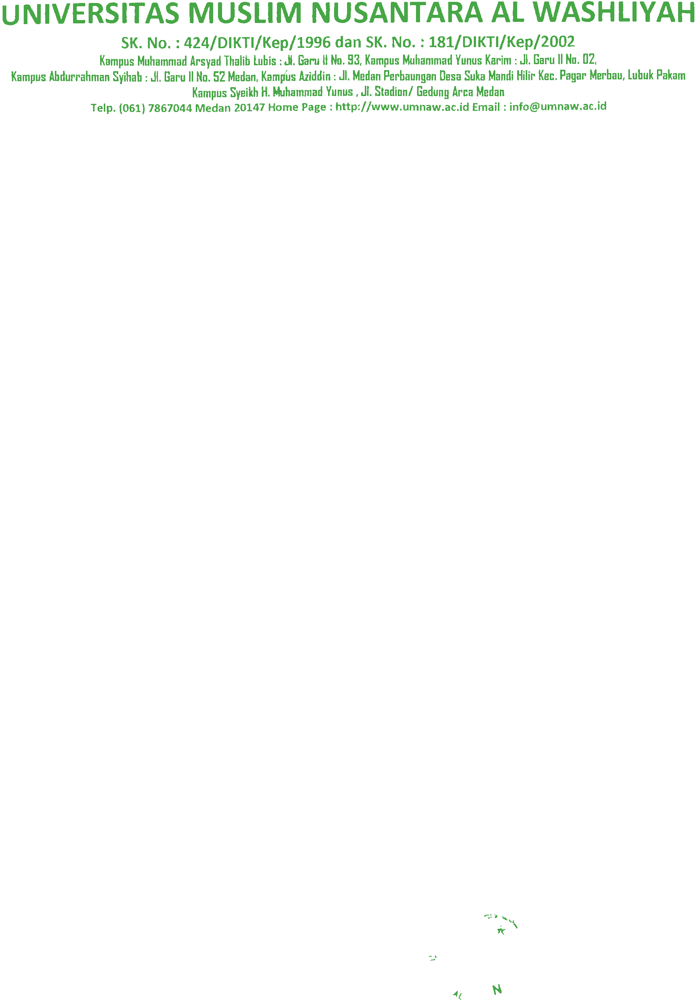 UNIVERSITAS MUSLIM NUSANTARA AL WASHLIYAH
SK. No. : 424/DIKTI/Kep/1996 dan SK. No. : 181/DIKTI/Kep/2002
Kampus Muhammad Arsyad Thalib Lubis : Jl. Garu II No. 93, Kampus Muhammad Yunus Karim : Jl. Garu II No. 02,
Kampus Abdurrahman Syihab : Jl. Garu II No. 52 Medan, Kampus Aziddin : Jl. Medan Perbaungan Desa Suka Mandi Hilir Kec. Pagar Merbau, Lubuk Pakam
Kampus Syeikh H. Muhammad Yunus , Jl. Stadion/ Gedung Arca Medan
Telp. (061) 7867044 Medan 20147 Home Page : http://www.umnaw.ac.id Email : info@umnaw.ac.id
N